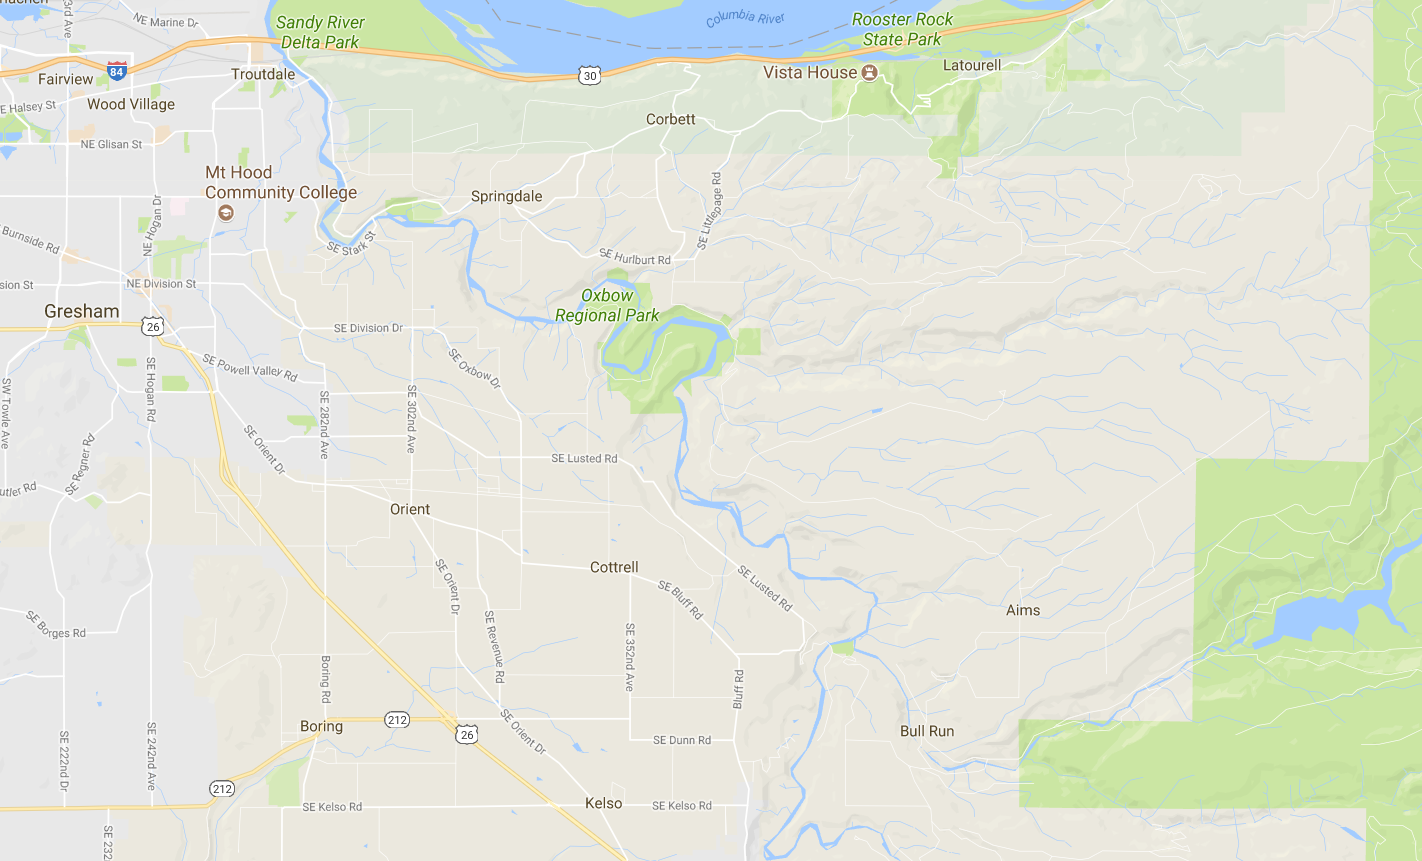 NE Marine Dr
Sandy River
Delta Park
Columbia River
Rooster Rock
State Park
Fairview
84
Troutdale
30
Vista House
Latourell
E Halsey St
Wood Village
Corbett
NE Glisan St
Mt Hood
Community College
Springdale
SE Littlepage Rd
NE Hogan Dr
Burnside Rd
SE Stark St
SE Hurlburt Rd
NE Division St
Oxbow
Regional Park
Gresham
26
SE Division Dr
SE Powell Valley Rd
SE Oxbow Dr
SW Towle Ave
SE Hogan Rd
SE 282nd Ave
SE 302nd Ave
SE Orient Dr
SE Regner Rd
SE Lusted Rd
Orient
Cottrell
SE Orient Dr
SE Bluff Rd
SE Lusted Rd
Aims
SE Borges Rd
SE Revenue Rd
SE 352nd Ave
Boring Rd
Bluff Rd
Boring
212
26
SE Orient Dr
SE Dunn Rd
Bull Run
SE 222nd Dr
SE 242nd Ave
212
SE Kelso Rd
Kelso
SE Kelso Rd
SE 232